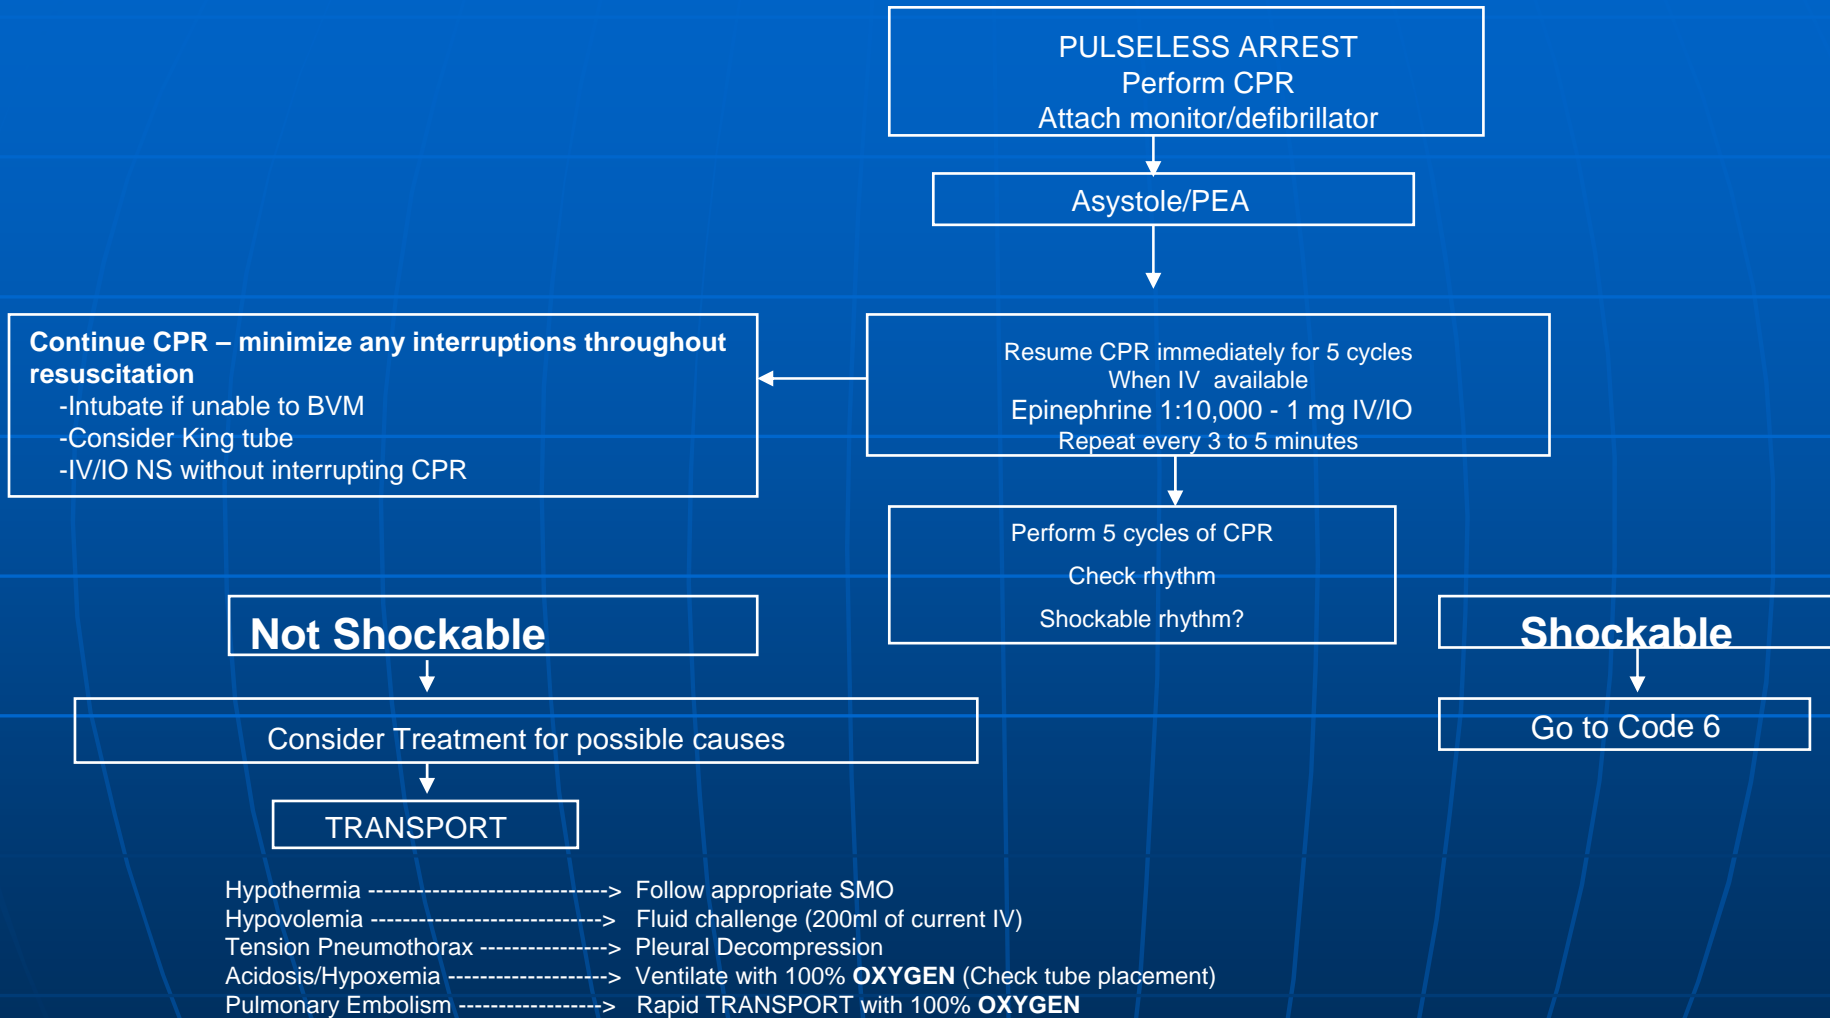 PULSELESS ARREST
Perform CPR
Attach monitor/defibrillator
Asystole/PEA
Continue CPR – minimize any interruptions throughout
resuscitation
-Intubate if unable to BVM
-Consider King tube
-IV/IO NS without interrupting CPR
Resume CPR immediately for 5 cycles
When IV available
Epinephrine 1:10,000 - 1 mg IV/IO
Repeat every 3 to 5 minutes
Perform 5 cycles of CPR
Check rhythm
Shockable rhythm?
Not Shockable
Shockable
Consider Treatment for possible causes
Go to Code 6
TRANSPORT
Hypothermia ------------------------------> Follow appropriate SMO
Hypovolemia -----------------------------> Fluid challenge (200ml of current IV)
Tension Pneumothorax ----------------> Pleural Decompression
Acidosis/Hypoxemia --------------------> Ventilate with 100% OXYGEN (Check tube placement)
Pulmonary Embolism ------------------> Rapid TRANSPORT with 100% OXYGEN